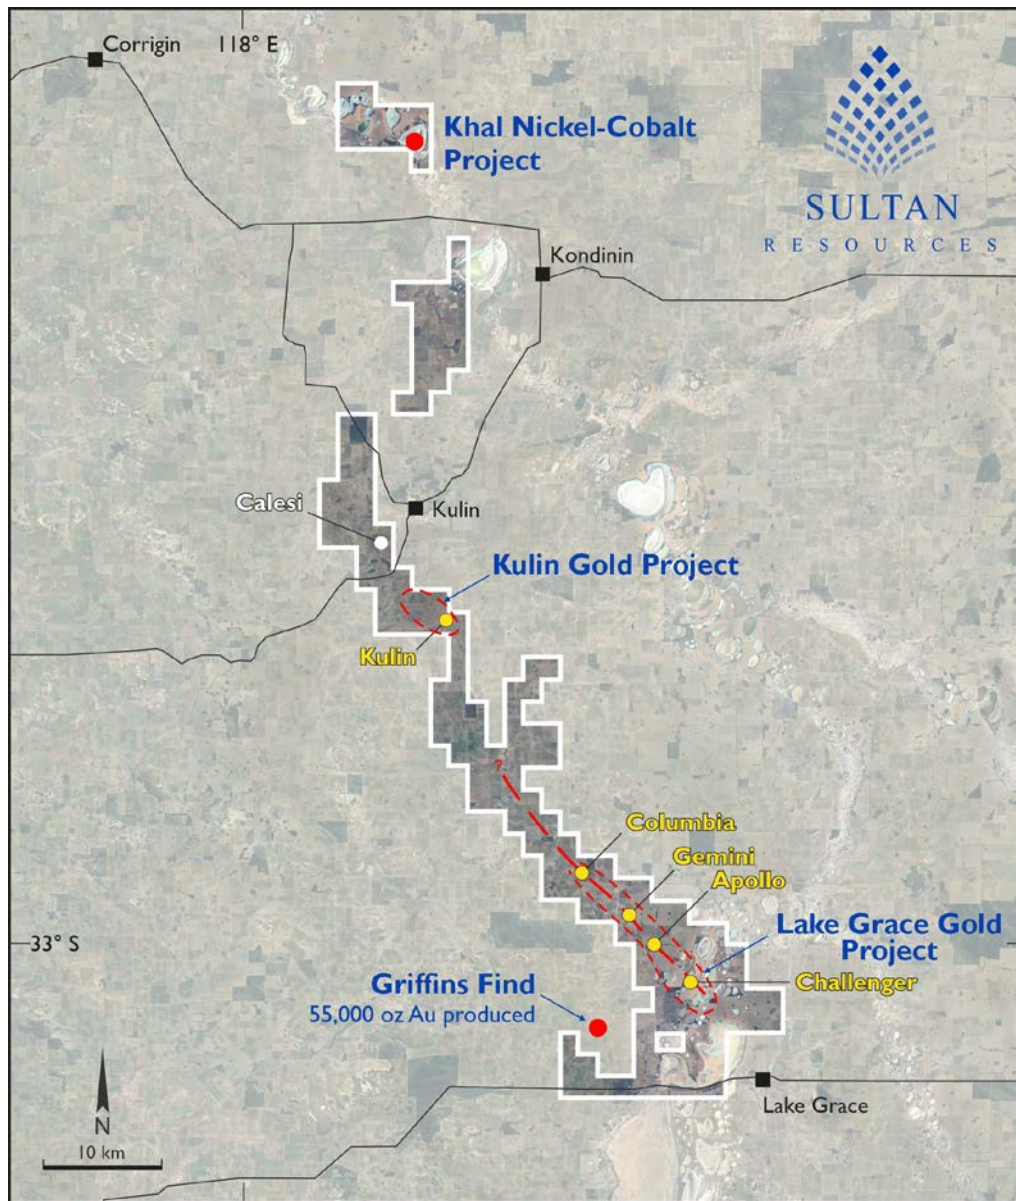 Corrigin
118° E
Khal Nickel-Cobalt
Project
SULTAN
RESOURCES
Kondinin
Calesi
Kulin
Kulin Gold Project
Kulin
?
Columbia
Gemini
Apollo
33° S
Lake Grace Gold
Project
Challenger
Griffins Find
55,000 oz Au produced
N
10 km
Lake Grace